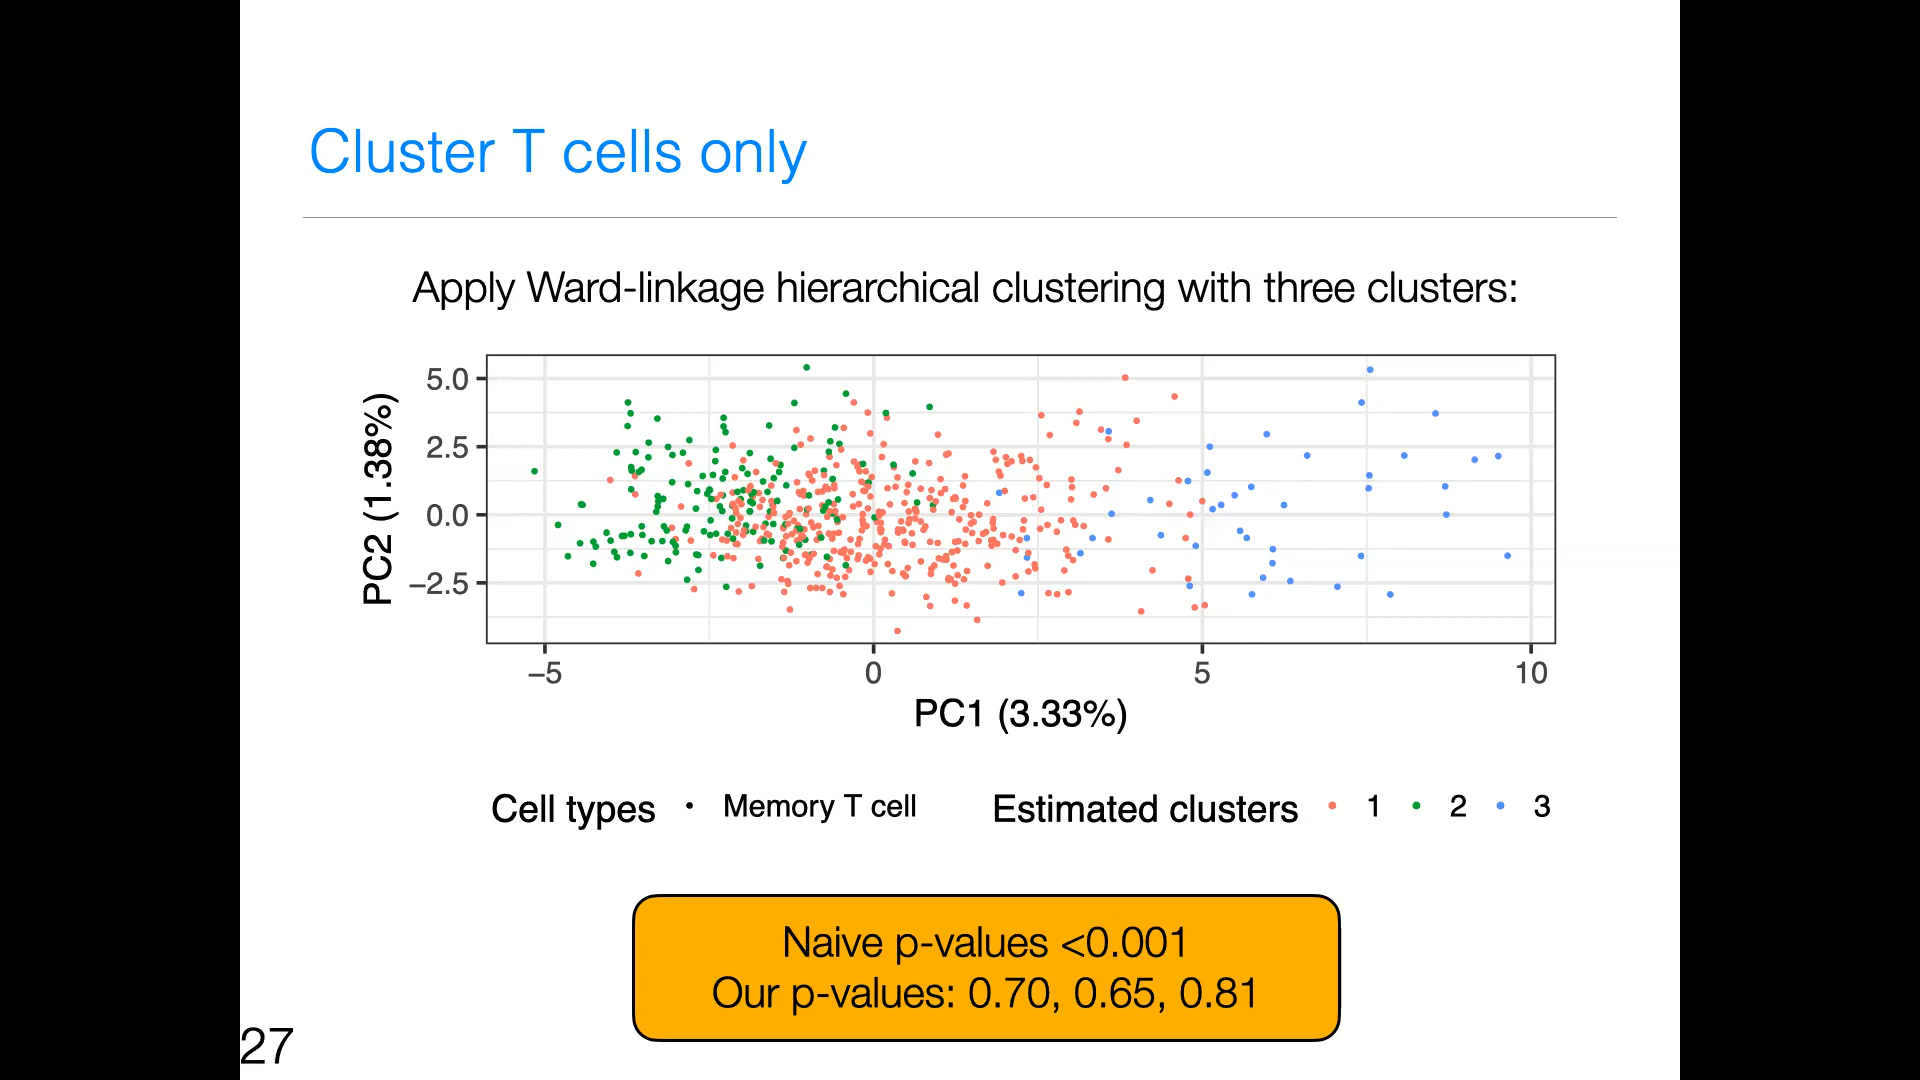 Cluster T cells only
Apply Ward-linkage hierarchical clustering with three clusters:
5.0
2.5
0.0
−2.5
PC2 (1.38%)
−5 0 5 10
PC1 (3.33%)
Cell types Memory T cell Estimated clusters 1 2 3
Naive p-values <0.001
Our p-values: 0.70, 0.65, 0.81
27